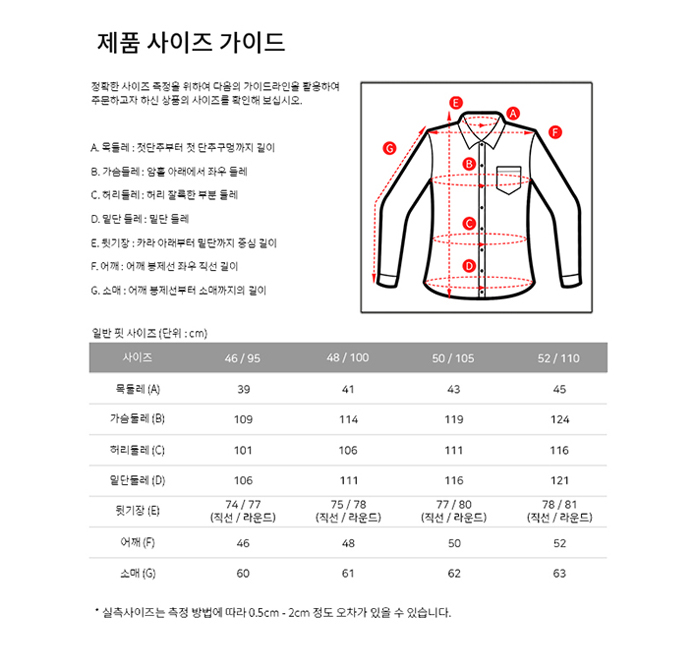 제품 사이즈 가이드
정확한 사이즈 측정을 위하여 다음의 가이드라인을 활용하여
주문하고자 하신 상품의 사이즈를 확인해 보십시오.
A. 목둘레 : 첫단추부터 첫 단추구멍까지 길이
B. 가슴둘레 : 암홀 아래에서 좌우 둘레
C. 허리둘레 : 허리 잘록한 부분 둘레
D. 밑단 둘레 : 밑단 둘레
E. 뒷기장 : 카라 아래부터 밑단까지 중심 길이
F. 어깨 : 어깨 봉제선 좌우 직선 길이
G. 소매 : 어깨 봉제선부터 소매까지의 길이
E
A
F
G
B
C
D
일반 핏 사이즈 (단위 : cm)
사이즈 46 / 95 48 / 100 50 / 105 52 / 110
목둘레 (A) 39 41 43 45
가슴둘레 (B) 109 114 119 124
허리둘레 (C) 101 106 111 116
밑단둘레 (D) 106 111 116 121
뒷기장 (E) 74 / 77 75 / 78 77 / 80 78 / 81
(직선 / 라운드) (직선 / 라운드) (직선 / 라운드) (직선 / 라운드)
어깨 (F) 46 48 50 52
소매 (G) 60 61 62 63
* 실측사이즈는 측정 방법에 따라 0.5cm - 2cm 정도 오차가 있을 수 있습니다.